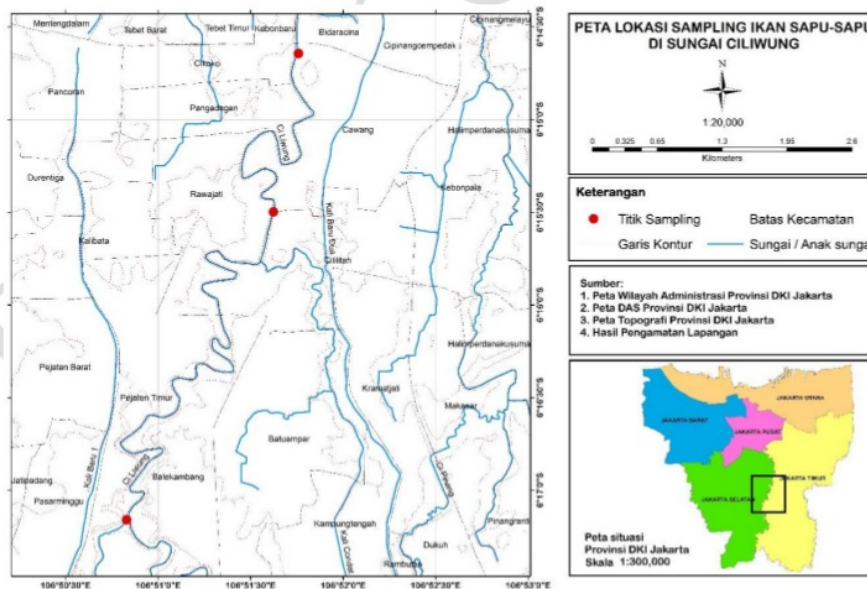 PETA LOKASI SAMPLING IKAN SAPU-SAPU
DI SUNGAI CILIWUNG
N
1:20,000
0 0.325 0.65 1.3 1.95 2.6
Kilometers
Keterangan
Titik Sampling
Batas Kecamatan
Garis Kontur
Sungai / Anak sunga
Sumber:
1. Peta Wilayah Administrasi Provinsi DKI Jakarta
2. Peta DAS Provinsi DKI Jakarta
3. Peta Topografi Provinsi DKI Jakarta
4. Hasil Pengamatan Lapangan
JAKARTA UTARA
JAKARTA BARAT
JAKARTA PUSAT
JAKARTA TIMUR
JAKARTA SELATAN
Peta situasi
Provinsi DKI Jakarta
Skala 1:300,000
Mentengdalam
Tebet Barat
Tebet Timur
Kebonbaru
Bidaracina
Cipinangmelayu
Cipinangcempedak
Cikoko
Pancoran
Pangadegan
Cawang
Halimperdanakusuma
Ci Liwung
Durentiga
Rawajati
Kebonpala
Kalibata
Kali Baru
Cililitan
Halimperdanakusuma
Pejaten Barat
Kramatjati
Pejaten Timur
Makasar
Batuampar
Kali Baru
Ci Liwung
Balekambang
Jatipadang
Pasarminggu
Kampungtengah
Kali Condet
Pinangranti
Dukuh
106°50'30"E 106°51'0"E 106°51'30"E 106°52'0"E 106°52'30"E 106°53'0"E
6°14'30"S
6°15'0"S
6°15'30"S
6°16'0"S
6°16'30"S
6°17'0"S